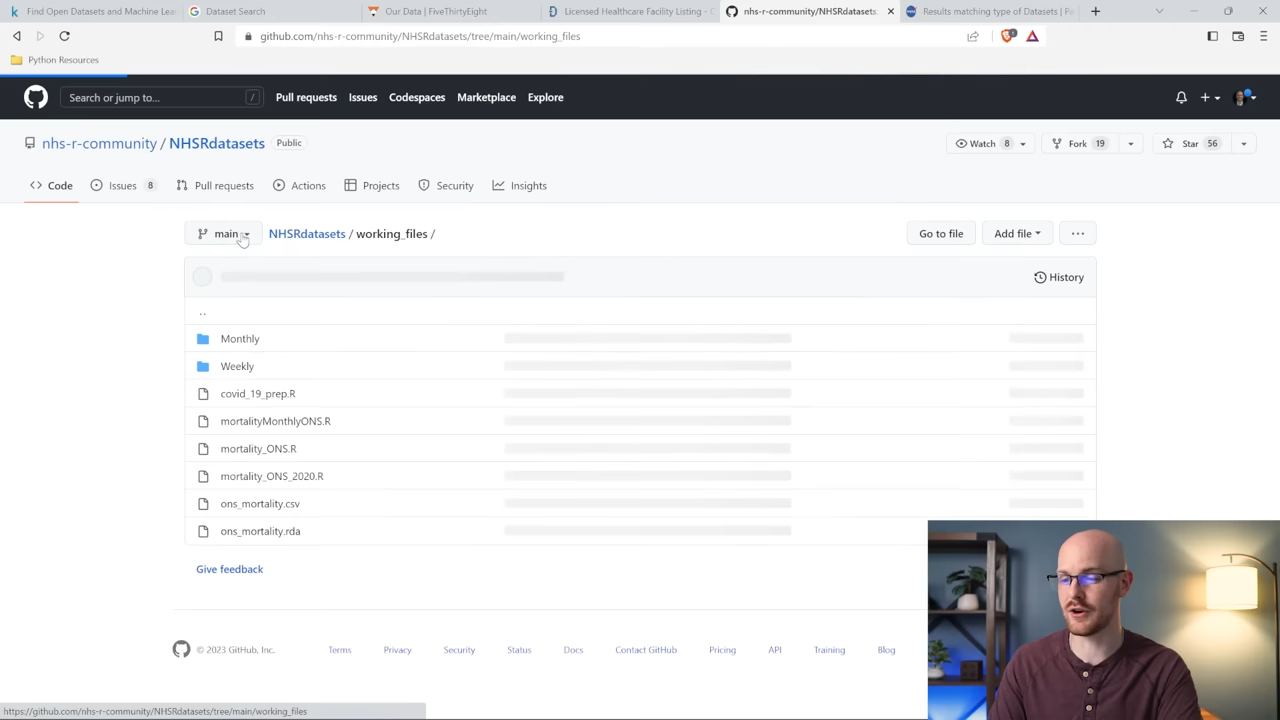 Find Open Datasets and Machine Lea
Dataset Search
Our Data | FiveThirtyEight
Licensed Healthcare Facility Listing -
nhs-r-community/NHSRdatasets:
Results matching type of Datasets | Po
github.com/nhs-r-community/NHSRdatasets/tree/main/working_files
Python Resources
Search or jump to...
/
Pull requests
Issues
Codespaces
Marketplace
Explore
nhs-r-community / NHSRdatasets
Public
Watch 8
Fork 19
Star 56
Code
Issues 8
Pull requests
Actions
Projects
Security
Insights
main
NHSRdatasets / working_files /
Go to file
Add file
...
History
..
Monthly
Weekly
covid_19_prep.R
mortalityMonthlyONS.R
mortality_ONS.R
mortality_ONS_2020.R
ons_mortality.csv
ons_mortality.rda
Give feedback
© 2023 GitHub, Inc.
Terms
Privacy
Security
Status
Docs
Contact GitHub
Pricing
API
Training
Blog
https://github.com/nhs-r-community/NHSRdatasets/tree/main/working_files